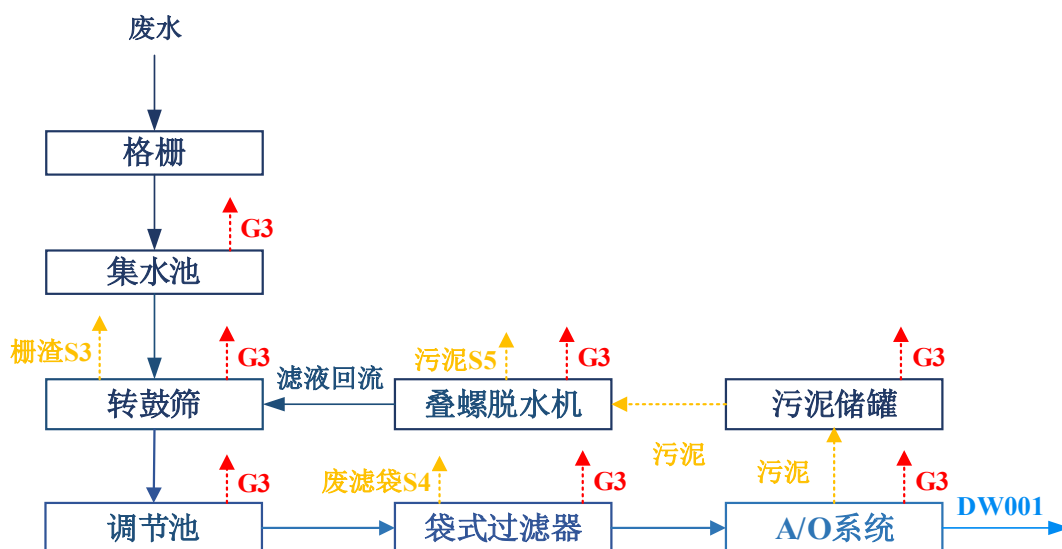 废水
格栅
G3
集水池
栅渣S3
G3
滤液回流
污泥S5
G3
G3
转鼓筛
叠螺脱水机
污泥储罐
污泥
污泥
G3
废滤袋S4
G3
G3
DW001
调节池
袋式过滤器
A/O系统